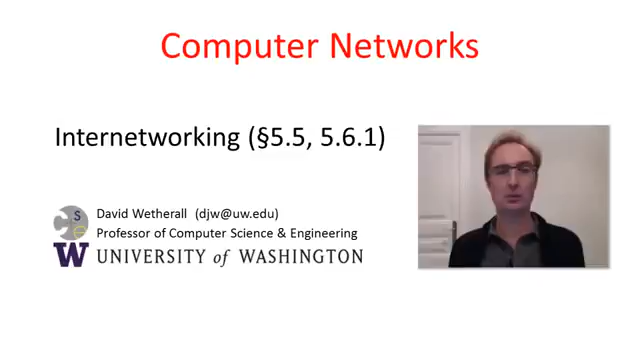 Computer Networks
Internetworking (§5.5, 5.6.1)
David Wetherall (djw@uw.edu)
Professor of Computer Science & Engineering
W UNIVERSITY of WASHINGTON